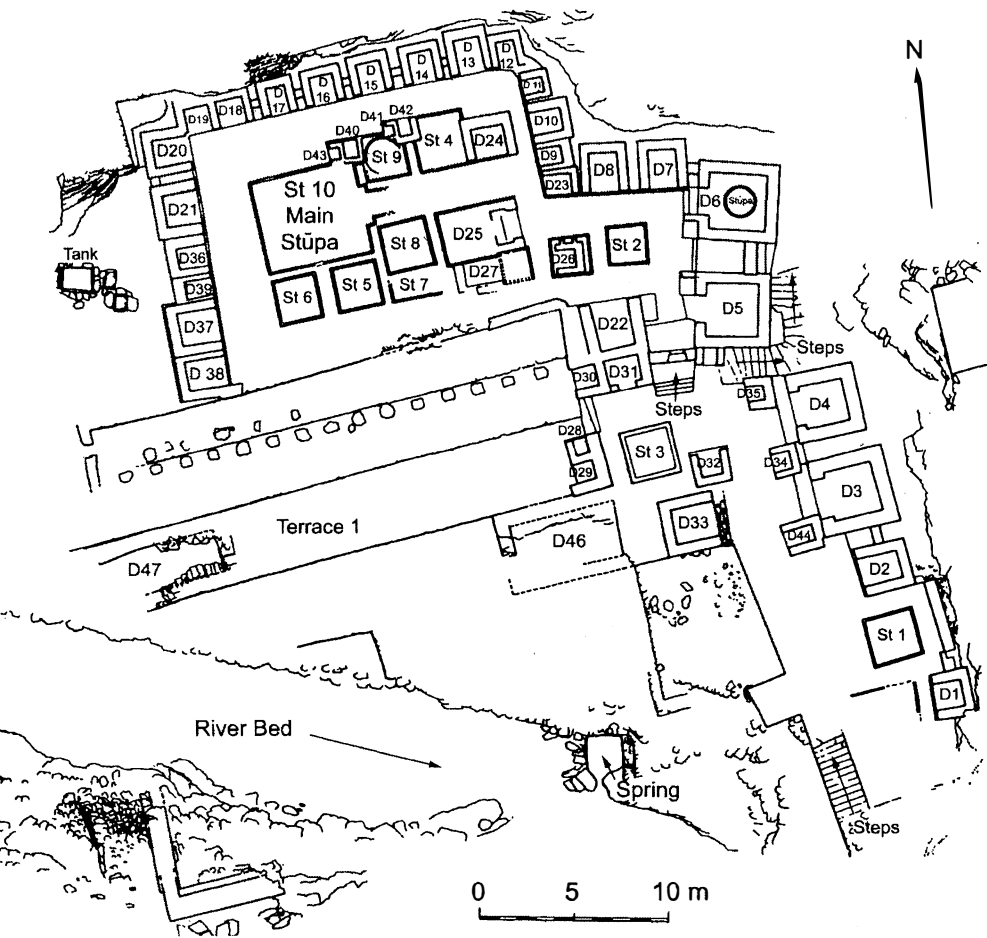 N
D 12
D 13
D 14
D 15
D 16
D 17
D18
D19
D 11
D42
D41
D40
D43
St 9
St 4
D24
D10
D9
D23
D8
D7
D20
D21
St 10
Main
Stūpa
D6
Stūpa
Tank
D36
D39
St 8
D25
D27
D26
St 2
St 6
St 5
St 7
D37
D 38
D22
D5
Steps
D30
D31
Steps
D35
D4
D28
D29
St 3
D32
D34
D3
D33
D44
Terrace 1
D46
D47
D2
St 1
D1
River Bed
Spring
Steps
0 5 10 m